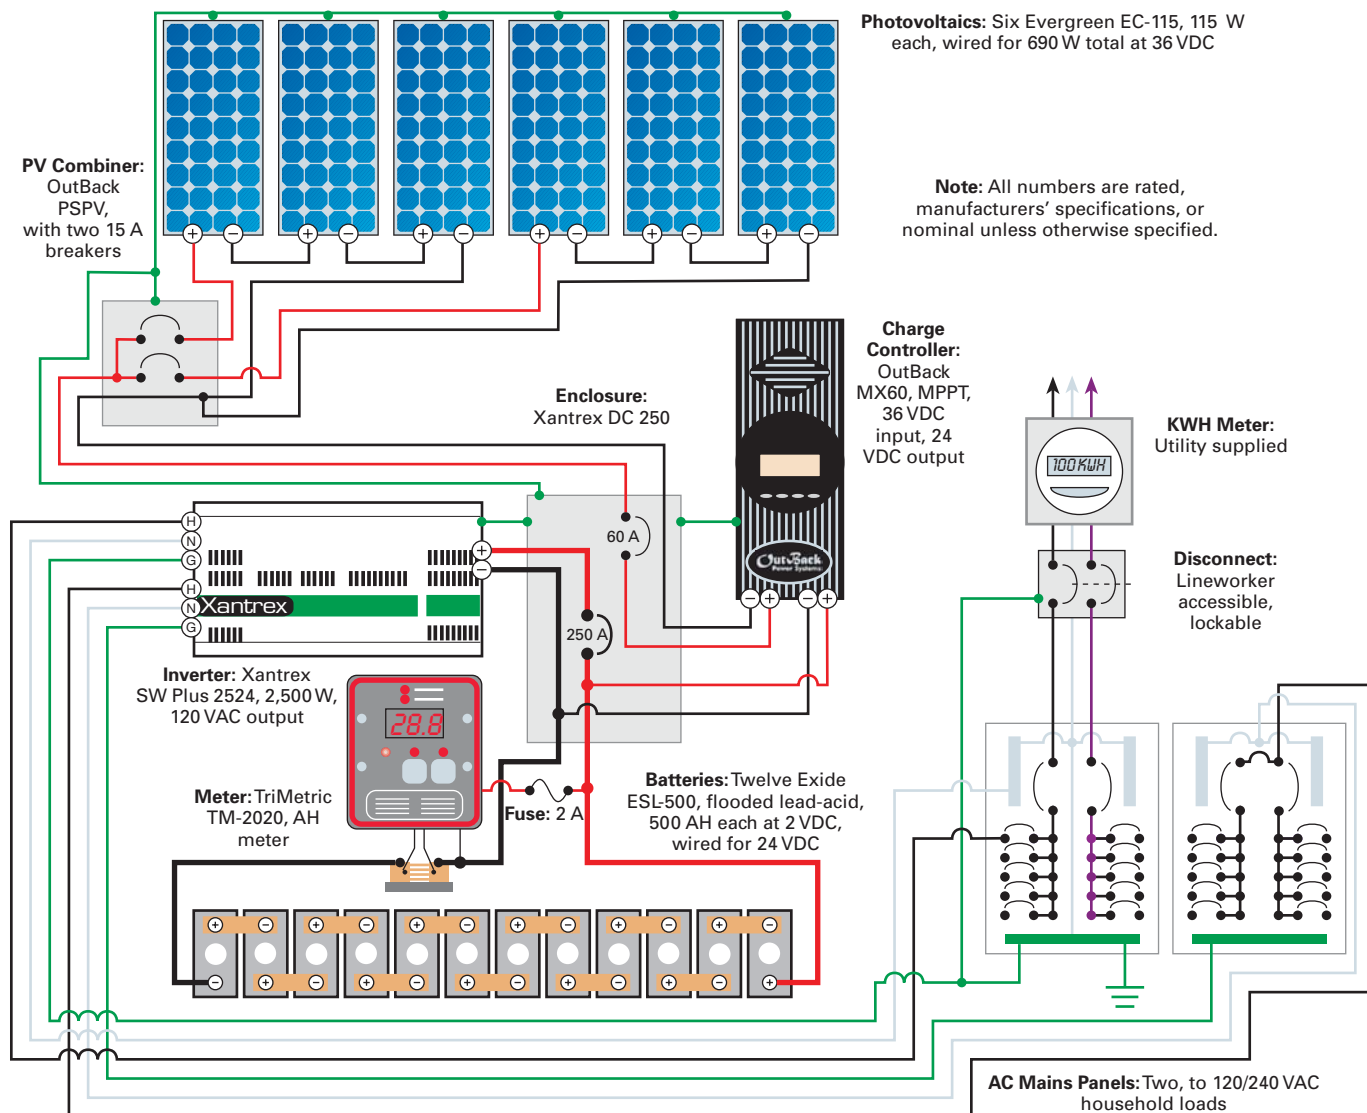 Photovoltaics: Six Evergreen EC-115, 115 W
each, wired for 690 W total at 36 VDC
PV Combiner:
OutBack
PSPV,
with two 15 A
breakers
Note: All numbers are rated,
manufacturers' specifications, or
nominal unless otherwise specified.
+
−
+
−
+
−
+
−
+
−
+
−
Charge
Controller:
OutBack
MX60, MPPT,
36 VDC
input, 24
VDC output
Enclosure:
Xantrex DC 250
KWH Meter:
Utility supplied
100KWH
H
N
G
H
N
G
Xantrex
+
−
60 A
250 A
OutBack
Power Systems
−
+
−
+
Disconnect:
Lineworker
accessible,
lockable
Inverter: Xantrex
SW Plus 2524, 2,500 W,
120 VAC output
28.8
Meter: TriMetric
TM-2020, AH
meter
Fuse: 2 A
Batteries: Twelve Exide
ESL-500, flooded lead-acid,
500 AH each at 2 VDC,
wired for 24 VDC
+ − + − + − + − + − + −
− + − + − + − + − + − +
AC Mains Panels: Two, to 120/240 VAC
household loads